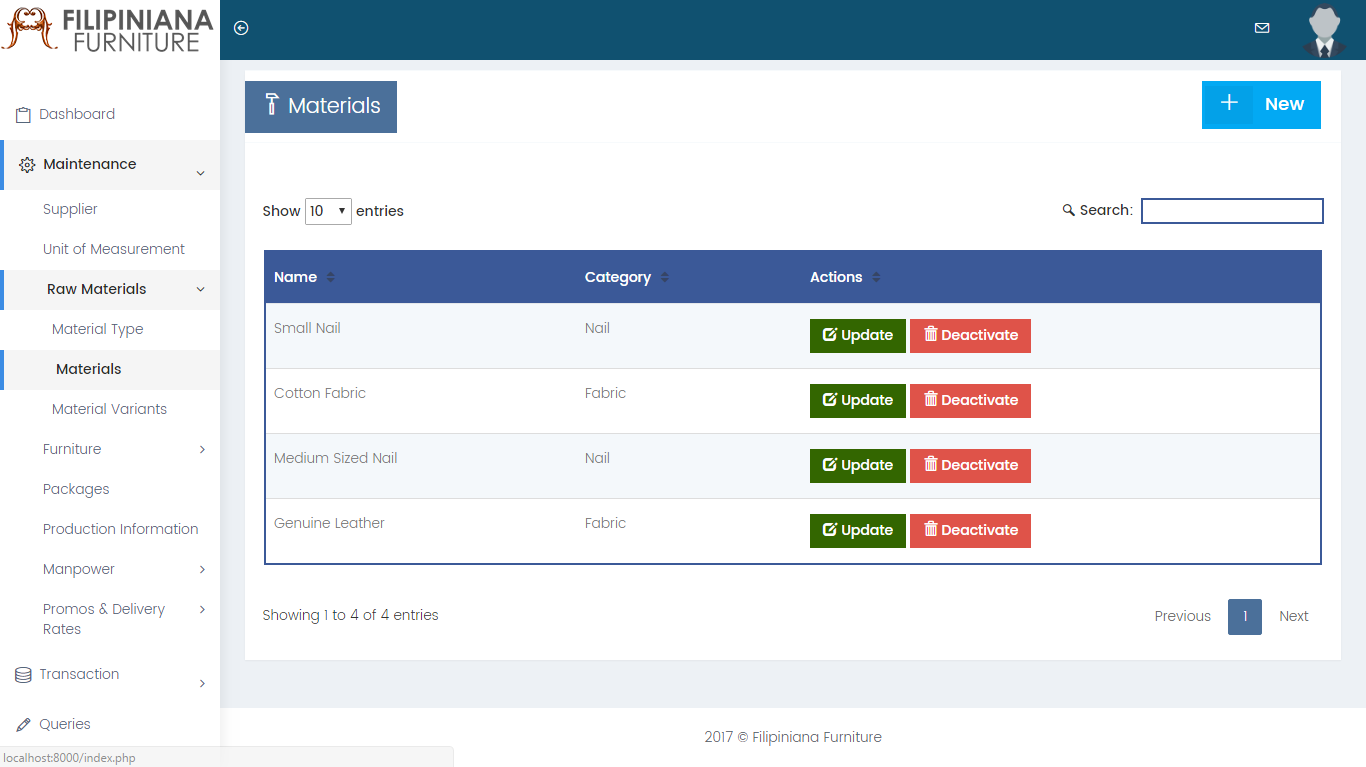 FILIPINIANA
FURNITURE
Dashboard
Maintenance
Supplier
Unit of Measurement
Raw Materials
Material Type
Materials
Material Variants
Furniture
Packages
Production Information
Manpower
Promos & Delivery
Rates
Transaction
Queries
localhost:8000/index.php
Materials
New
Show 10 entries
Search:
Name Category Actions
Small Nail Nail Update Deactivate
Cotton Fabric Fabric Update Deactivate
Medium Sized Nail Nail Update Deactivate
Genuine Leather Fabric Update Deactivate
Showing 1 to 4 of 4 entries
Previous 1 Next
2017 © Filipiniana Furniture